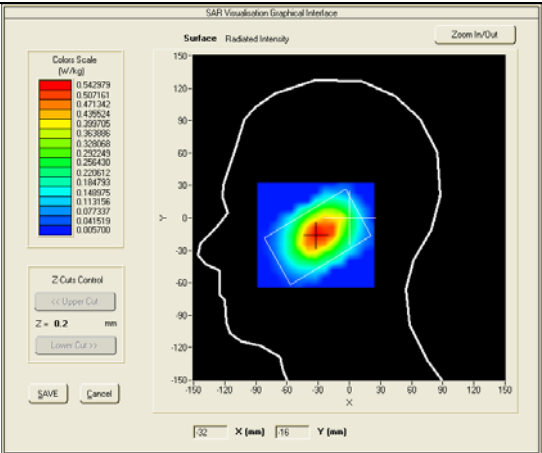 SAR Visualisation Graphical Interface
Surface Radiated Intensity
Zoom In/Out
Colors Scale
(W/kg)
0.542979
0.507161
0.471342
0.435524
0.399705
0.363886
0.328068
0.292249
0.256430
0.220612
0.184793
0.148975
0.113156
0.077337
0.041519
0.005700
Z-Cuts Control
<< Upper Cut
Z = 0.2 mm
Lower Cut >>
SAVE Cancel
150-
120-
90-
60-
30-
0-
-30-
-60-
-90-
-120-
-150-
Y
-150 -120 -90 -60 -30 0 30 60 90 120 150
X
-32 X (mm) -16 Y (mm)